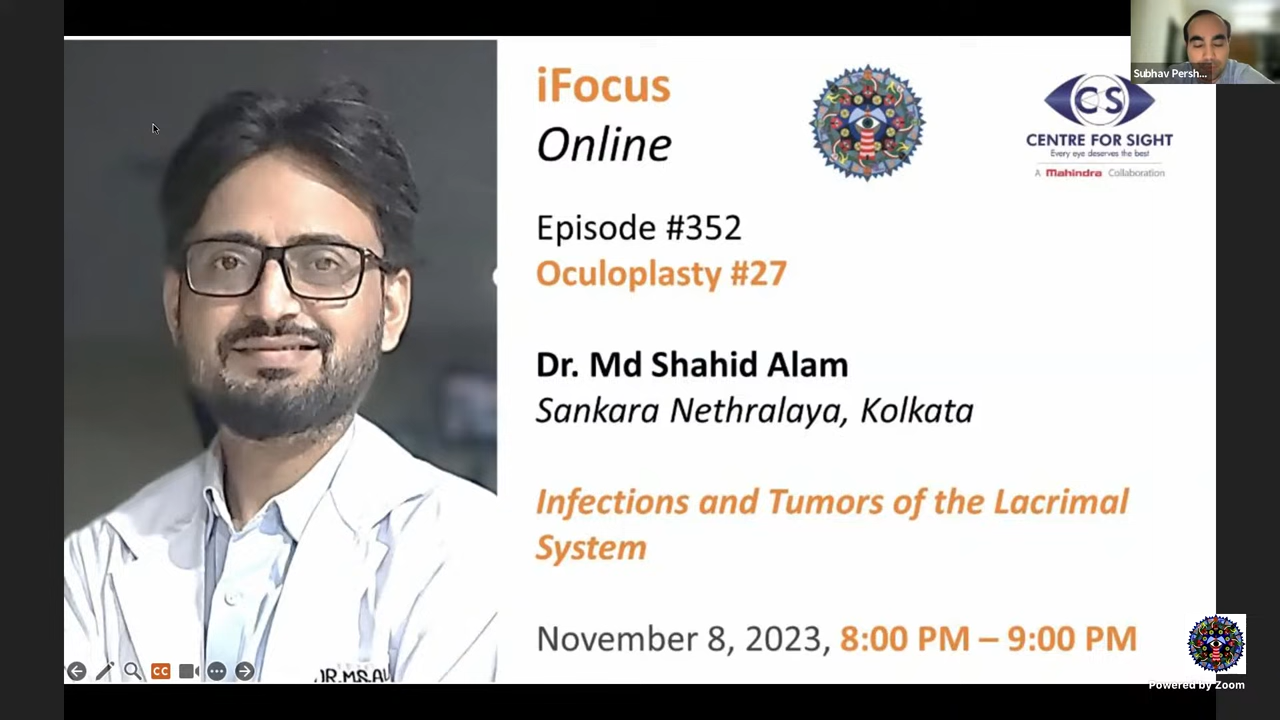 iFocus
Online
Episode #352
Oculoplasty #27
Dr. Md Shahid Alam
Sankara Nethralaya, Kolkata
Infections and Tumors of the Lacrimal
System
November 8, 2023, 8:00 PM – 9:00 PM
CS
CENTRE FOR SIGHT
Every eye deserves the best
A Mahindra Collaboration
Subhav Persh...
CC
Powered by Zoom